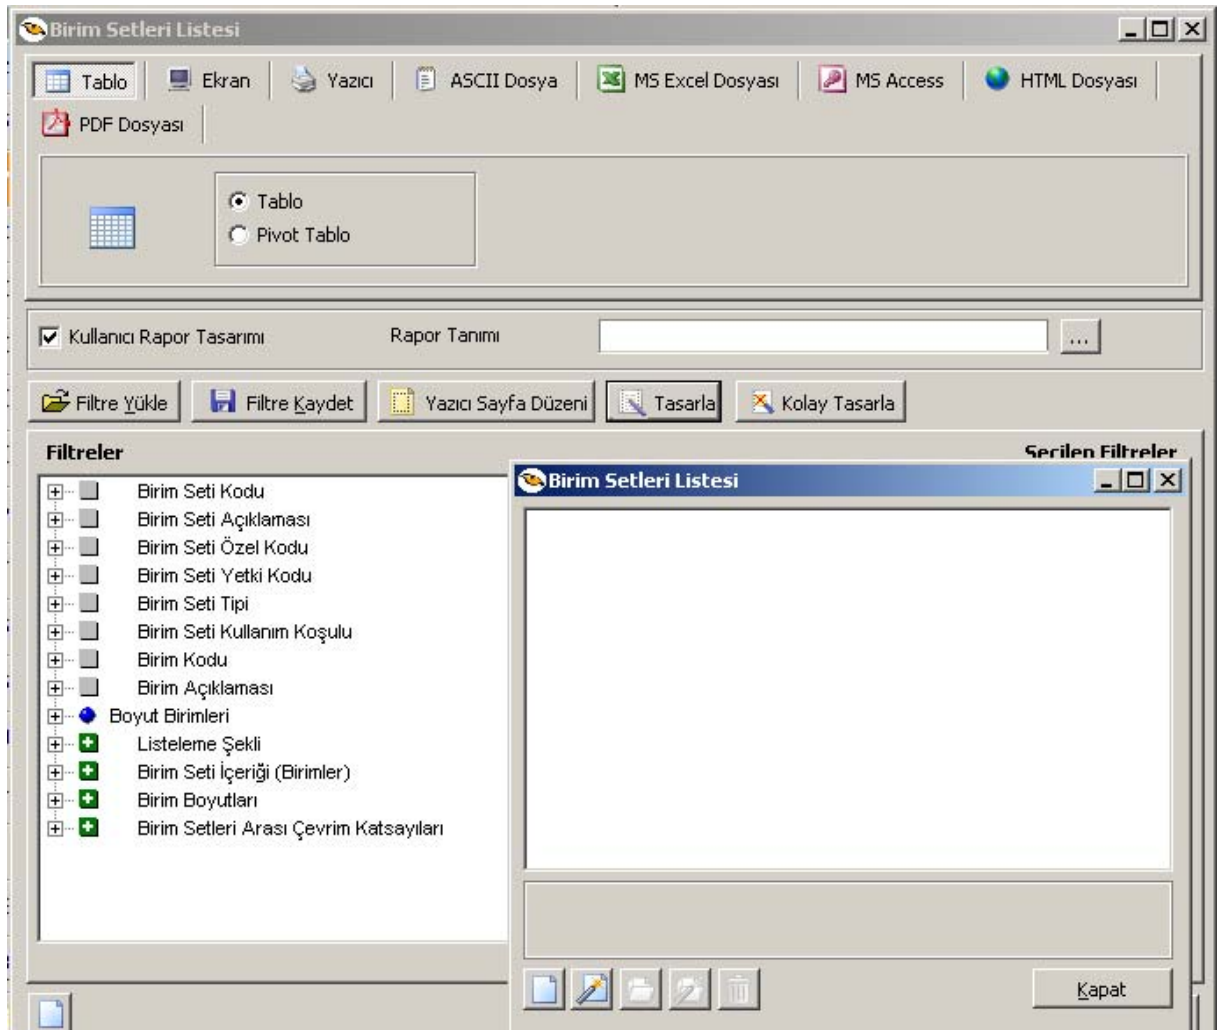 Birim Setleri Listesi
Tablo Ekran Yazıcı ASCII Dosya MS Excel Dosyası MS Access HTML Dosyası
PDF Dosyası
Tablo
Pivot Tablo
Kullanıcı Rapor Tasarımı Rapor Tanımı ...
Filtre Yükle Filtre Kaydet Yazıcı Sayfa Düzeni Tasarla Kolay Tasarla
Filtreler Seçilen Filtreler
Birim Setleri Listesi
Birim Seti Kodu
Birim Seti Açıklaması
Birim Seti Özel Kodu
Birim Seti Yetki Kodu
Birim Seti Tipi
Birim Seti Kullanım Koşulu
Birim Kodu
Birim Açıklaması
Boyut Birimleri
Listeleme Şekli
Birim Seti İçeriği (Birimler)
Birim Boyutları
Birim Setleri Arası Çevrim Katsayıları
Kapat